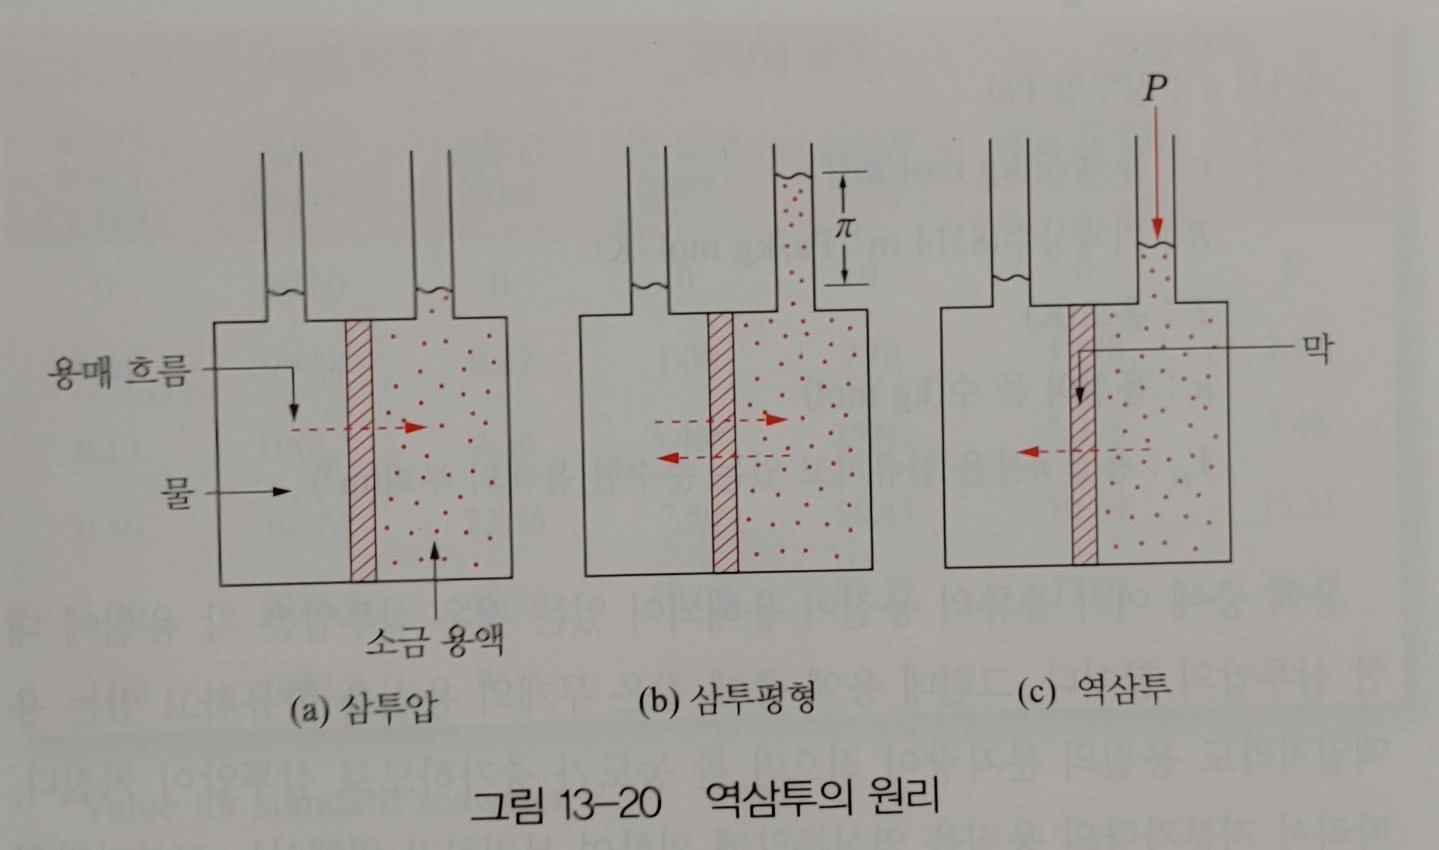 P
π
용매 흐름
막
물
소금 용액
(a) 삼투압
(b) 삼투평형
(c) 역삼투
그림 13-20 역삼투의 원리